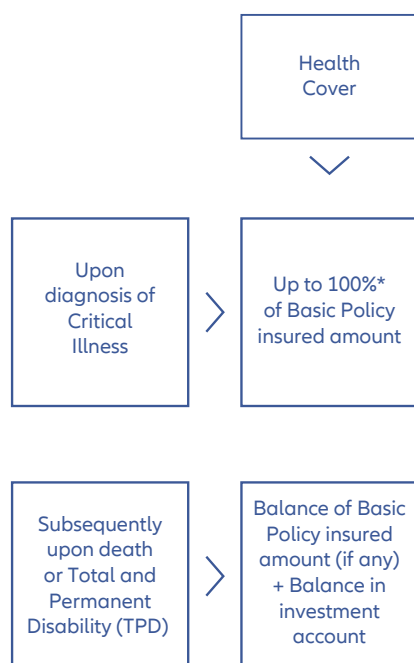 Health
Cover
Upon
diagnosis of
Critical
Illness
Up to 100%*
of Basic Policy
insured amount
Subsequently
upon death
or Total and
Permanent
Disability (TPD)
Balance of Basic
Policy insured
amount (if any)
+ Balance in
investment
account